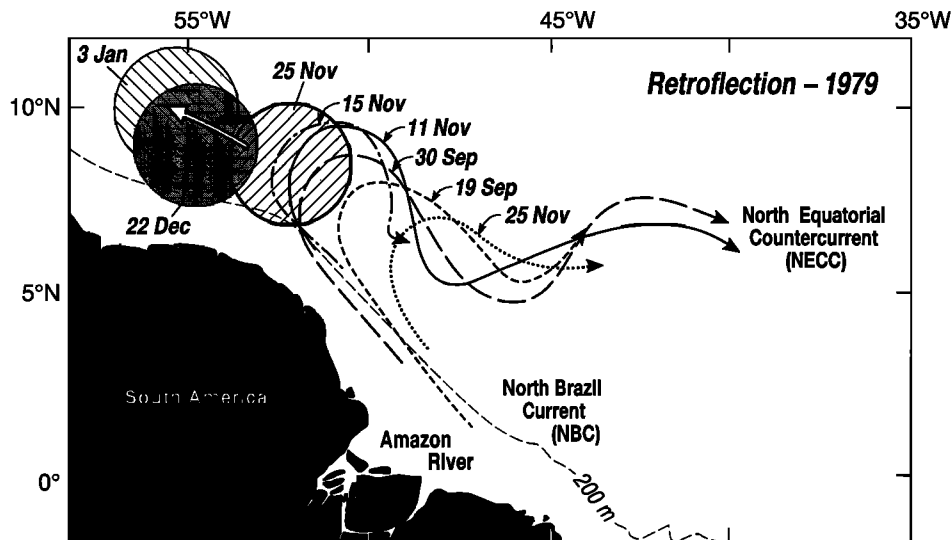 55°W
45°W
35°W
3 Jan
25 Nov
Retroflection – 1979
10°N
15 Nov
11 Nov
30 Sep
19 Sep
22 Dec
25 Nov
North Equatorial
Countercurrent
(NECC)
5°N
South America
North Brazil
Current
(NBC)
Amazon
River
0°
200 m